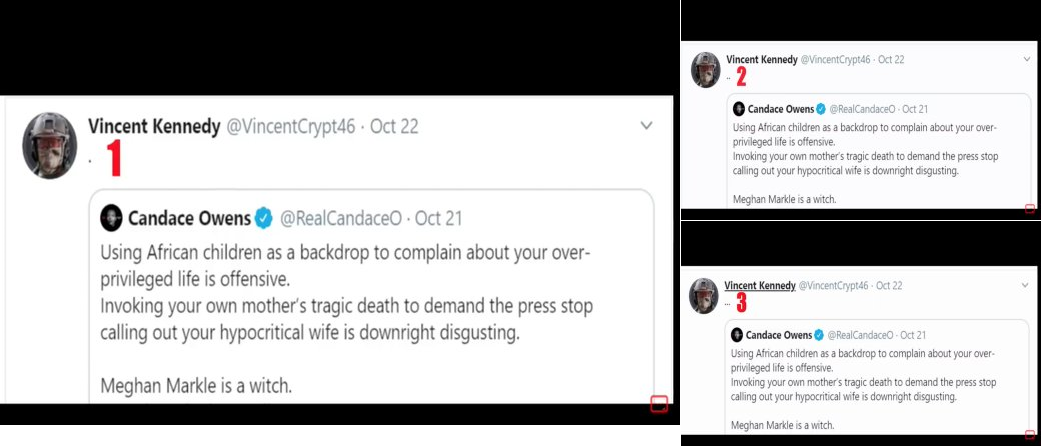 Vincent Kennedy @VincentCrypt46 · Oct 22
. 1
Candace Owens @RealCandaceO · Oct 21
Using African children as a backdrop to complain about your over-
privileged life is offensive.
Invoking your own mother's tragic death to demand the press stop
calling out your hypocritical wife is downright disgusting.
Meghan Markle is a witch.
Vincent Kennedy @VincentCrypt46 · Oct 22
.. 2
Candace Owens @RealCandaceO · Oct 21
Using African children as a backdrop to complain about your over-
privileged life is offensive.
Invoking your own mother's tragic death to demand the press stop
calling out your hypocritical wife is downright disgusting.
Meghan Markle is a witch.
Vincent Kennedy @VincentCrypt46 · Oct 22
... 3
Candace Owens @RealCandaceO · Oct 21
Using African children as a backdrop to complain about your over-
privileged life is offensive.
Invoking your own mother's tragic death to demand the press stop
calling out your hypocritical wife is downright disgusting.
Meghan Markle is a witch.